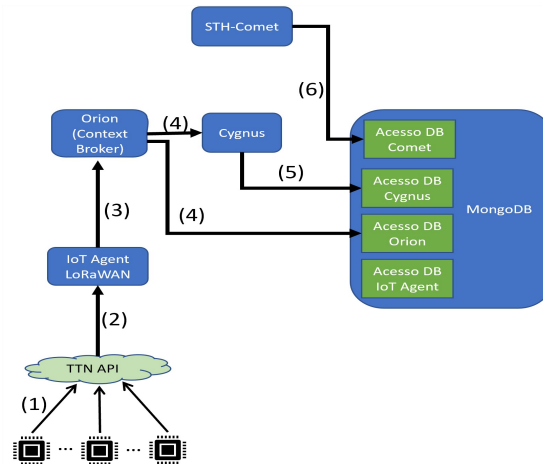 STH-Comet
(6)
Orion
(Context
Broker)
(4)
Cygnus
Acesso DB
Comet
(5)
Acesso DB
Cygnus
MongoDB
(3)
(4)
Acesso DB
Orion
IoT Agent
LoRaWAN
Acesso DB
IoT Agent
(2)
TTN API
(1)
... ...